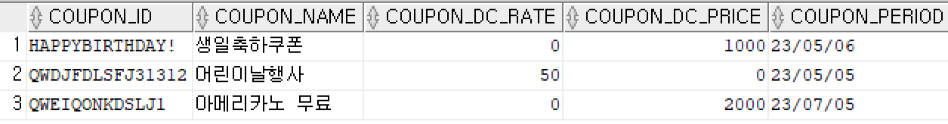 COUPON_ID COUPON_NAME COUPON_DC_RATE COUPON_DC_PRICE COUPON_PERIOD
1 HAPPYBIRTHDAY! 생일축하쿠폰 0 1000 23/05/06
2 QWDJFDLSFJ31312 어린이날행사 50 0 23/05/05
3 QWEIQONKDSLJ1 아메리카노 무료 0 2000 23/07/05